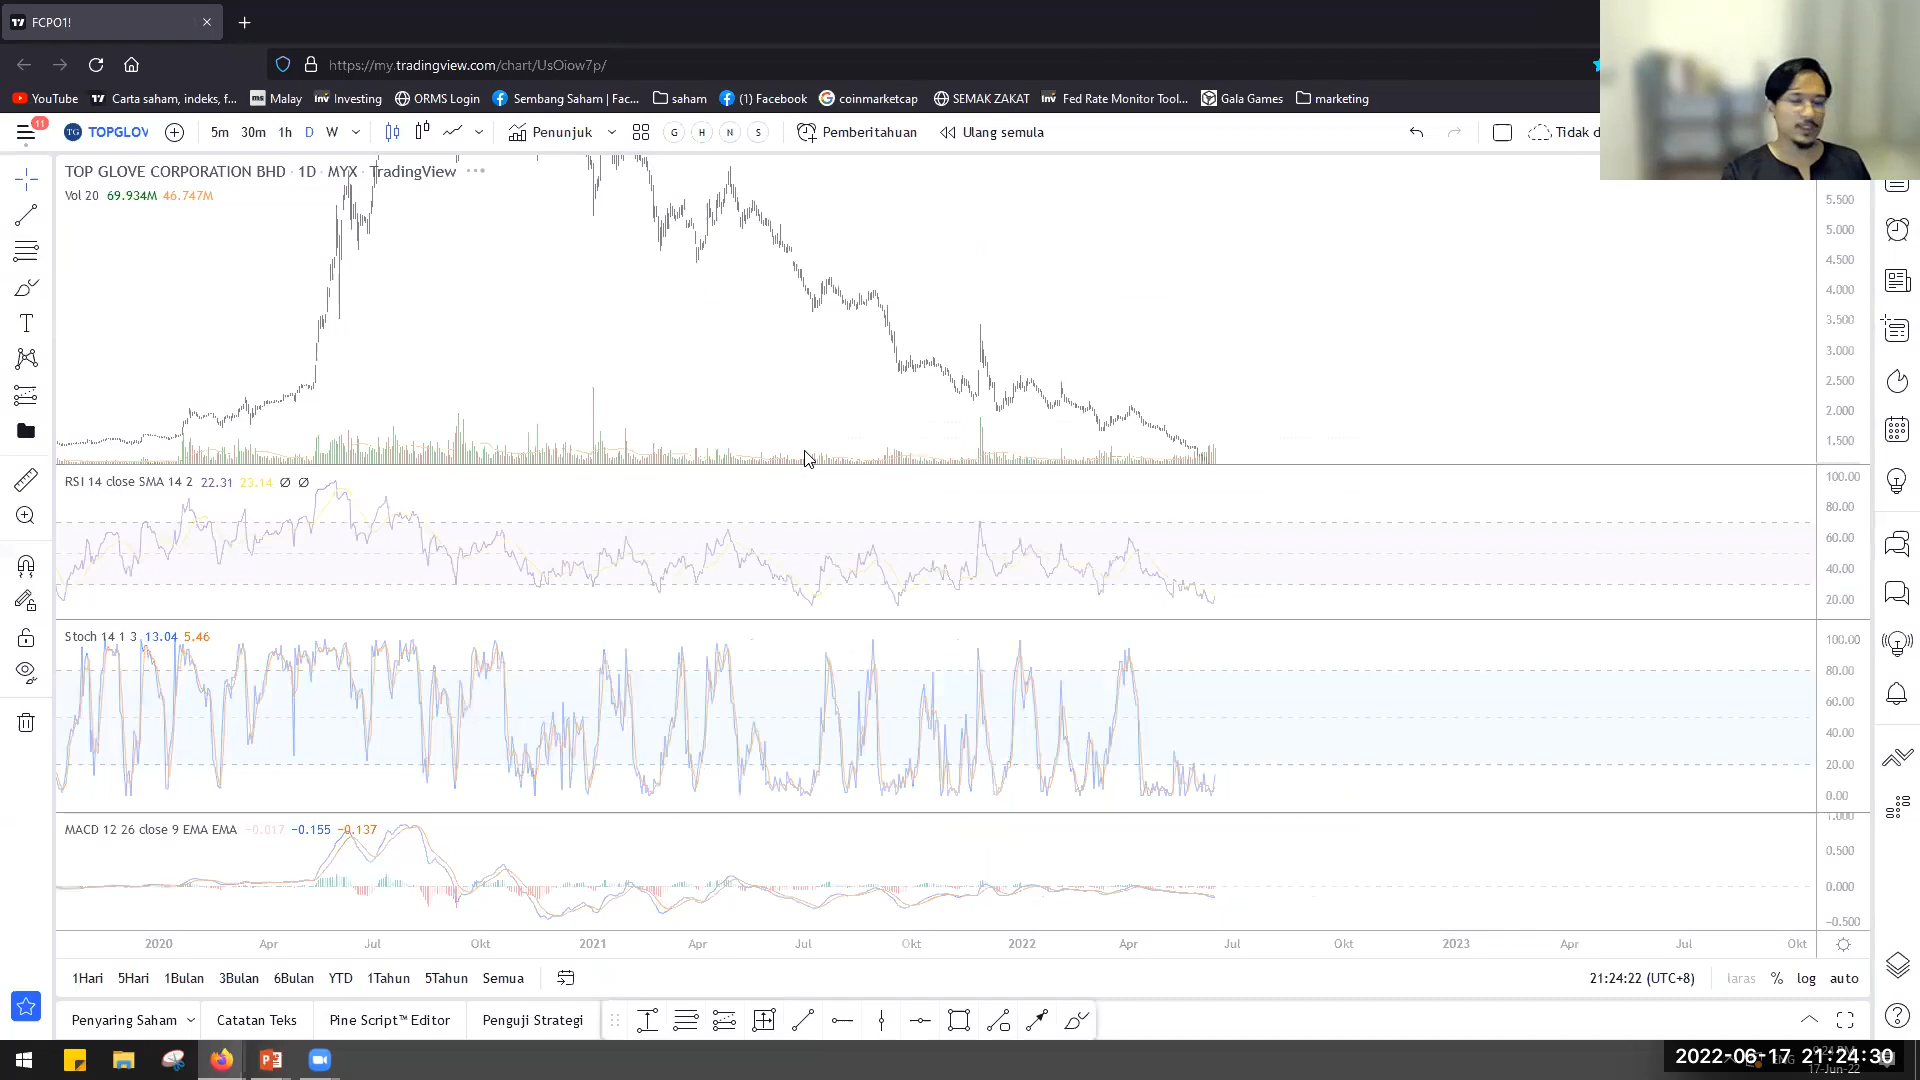 FCPO1!
https://my.tradingview.com/chart/UsOiow7p/
YouTube
Carta saham, indeks, f...
Malay
Investing
ORMS Login
Sembang Saham | Fac...
saham
(1) Facebook
coinmarketcap
SEMAK ZAKAT
Fed Rate Monitor Tool...
Gala Games
marketing
11
TOPGLOV
5m 30m 1h D W
Penunjuk
G H N S
Pemberitahuan
Ulang semula
Tidak d
TOP GLOVE CORPORATION BHD · 1D · MYX · TradingView
Vol 20 69.934M 46.747M
5.500
5.000
4.500
4.000
3.500
3.000
2.500
2.000
1.500
RSI 14 close SMA 14 2 22.31 23.14 Ø Ø
100.00
80.00
60.00
40.00
20.00
Stoch 14 1 3 13.04 5.46
100.00
80.00
60.00
40.00
20.00
0.00
MACD 12 26 close 9 EMA EMA −0.017 −0.155 −0.137
1.000
0.500
0.000
−0.500
2020 Apr Jul Okt 2021 Apr Jul Okt 2022 Apr Jul Okt 2023 Apr Jul Okt
1Hari 5Hari 1Bulan 3Bulan 6Bulan YTD 1Tahun 5Tahun Semua
21:24:22 (UTC+8)
laras % log auto
Penyaring Saham
Catatan Teks
Pine Script™ Editor
Penguji Strategi
2022-06-17 21:24:30
17-Jun-22